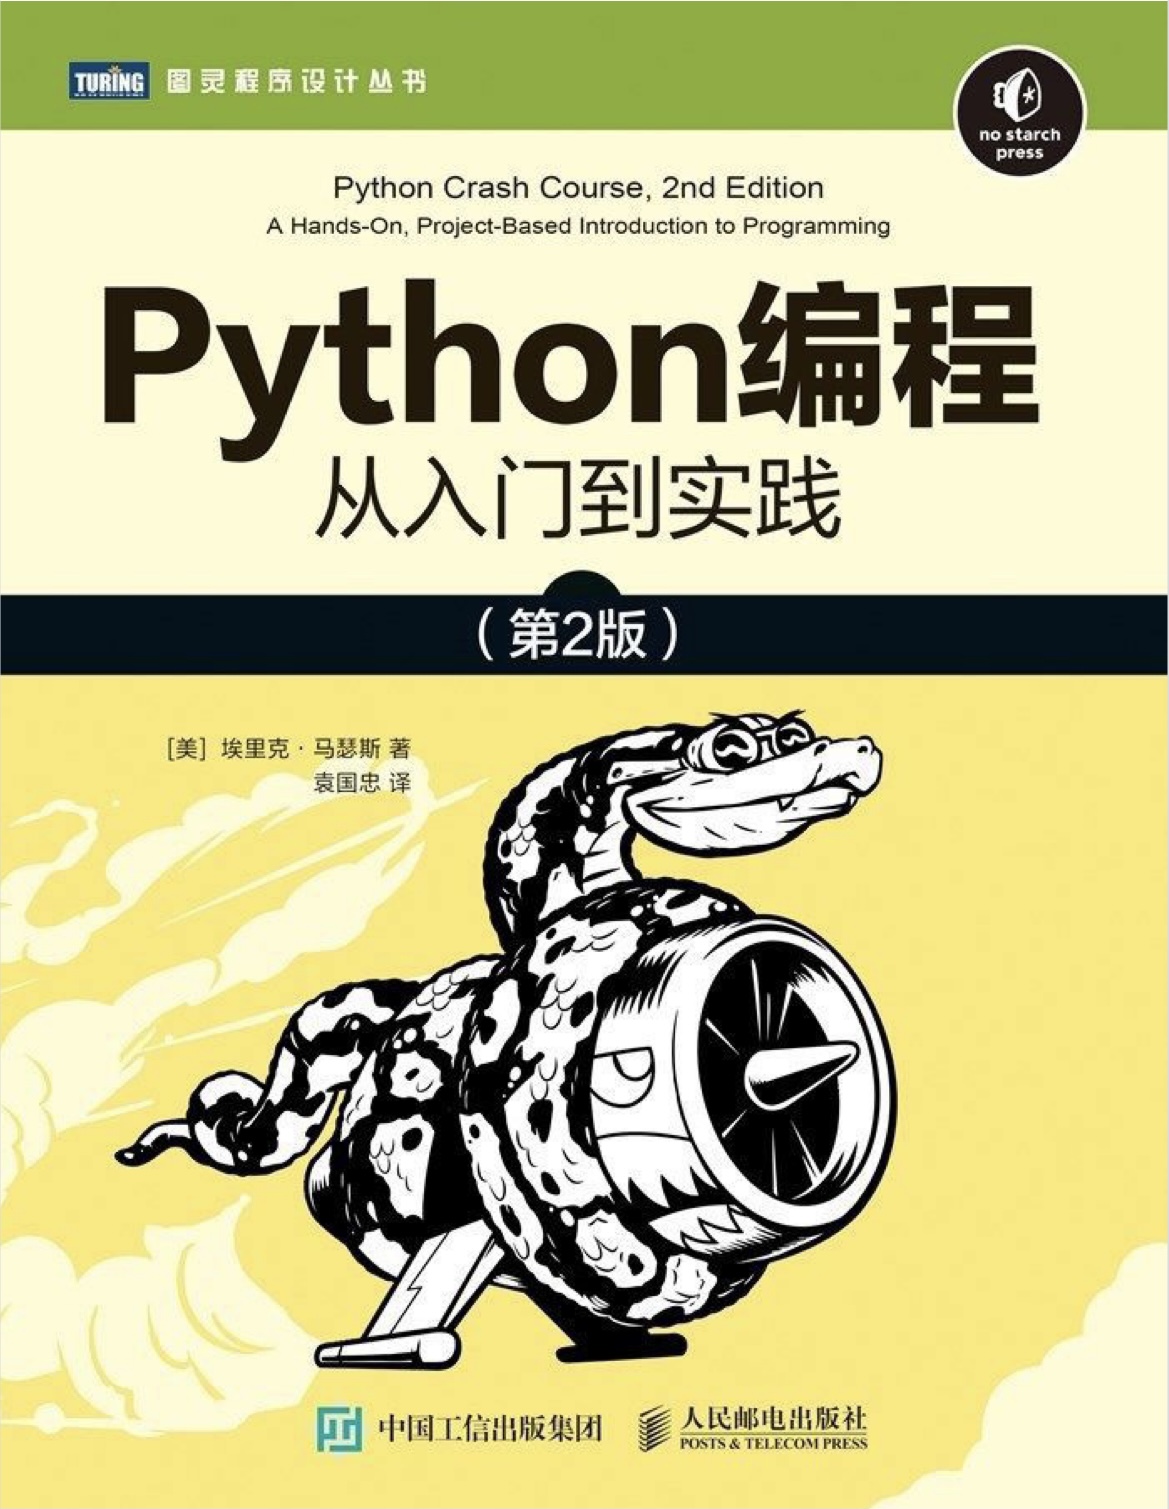 TURING 图灵程序设计丛书
no starch
press
Python Crash Course, 2nd Edition
A Hands-On, Project-Based Introduction to Programming
Python编程
从入门到实践
（第2版）
[美] 埃里克·马瑟斯 著
袁国忠 译
中国工信出版集团
人民邮电出版社
POSTS & TELECOM PRESS